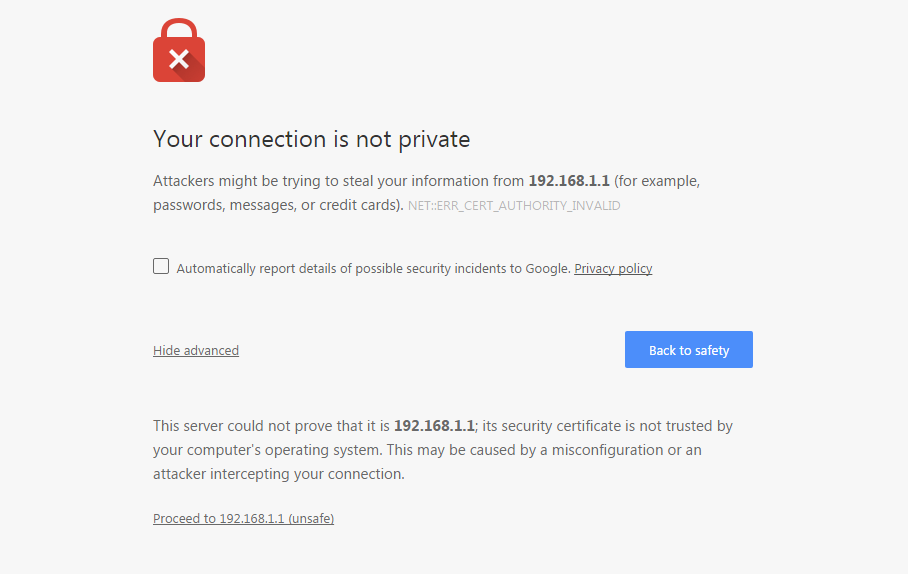 Your connection is not private
Attackers might be trying to steal your information from 192.168.1.1 (for example,
passwords, messages, or credit cards). NET::ERR_CERT_AUTHORITY_INVALID
Automatically report details of possible security incidents to Google. Privacy policy
Hide advanced
Back to safety
This server could not prove that it is 192.168.1.1; its security certificate is not trusted by
your computer's operating system. This may be caused by a misconfiguration or an
attacker intercepting your connection.
Proceed to 192.168.1.1 (unsafe)